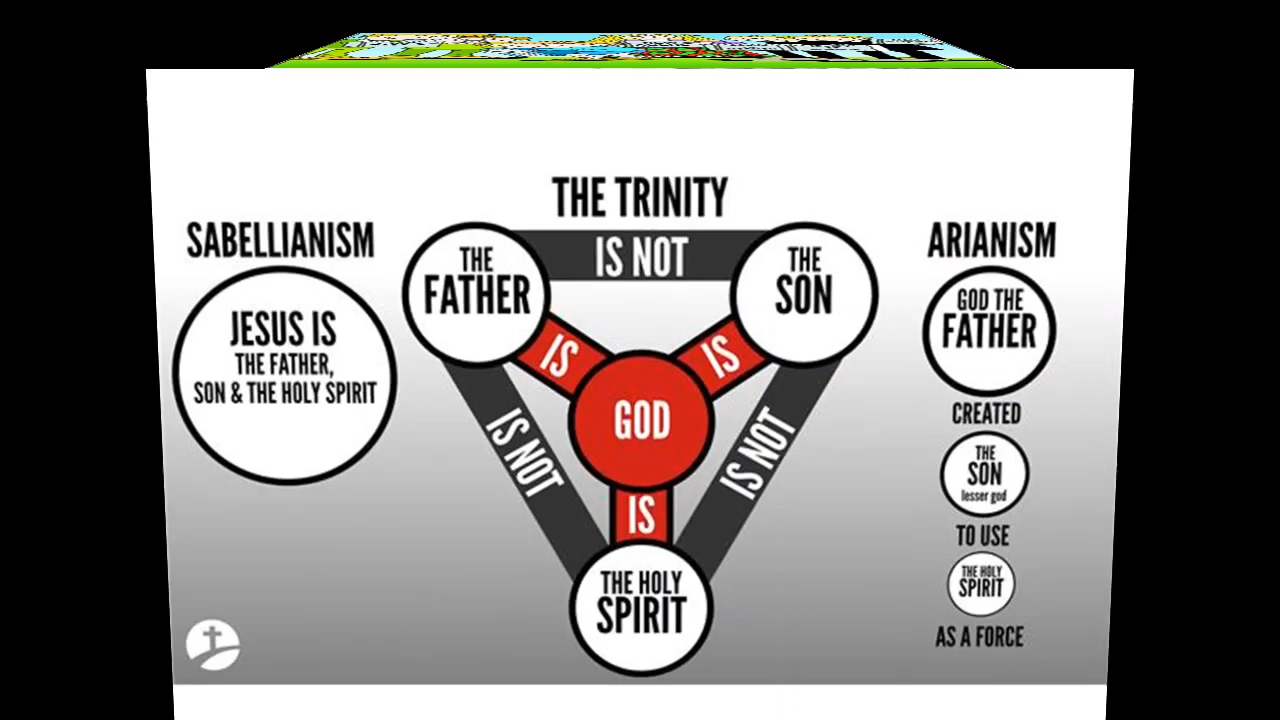 THE TRINITY
SABELLIANISM
JESUS IS
THE FATHER,
SON & THE HOLY SPIRIT
THE
FATHER
IS NOT
THE
SON
IS
IS
GOD
IS NOT
IS NOT
IS
THE HOLY
SPIRIT
ARIANISM
GOD THE
FATHER
CREATED
THE
SON
lesser god
TO USE
THE HOLY
SPIRIT
AS A FORCE